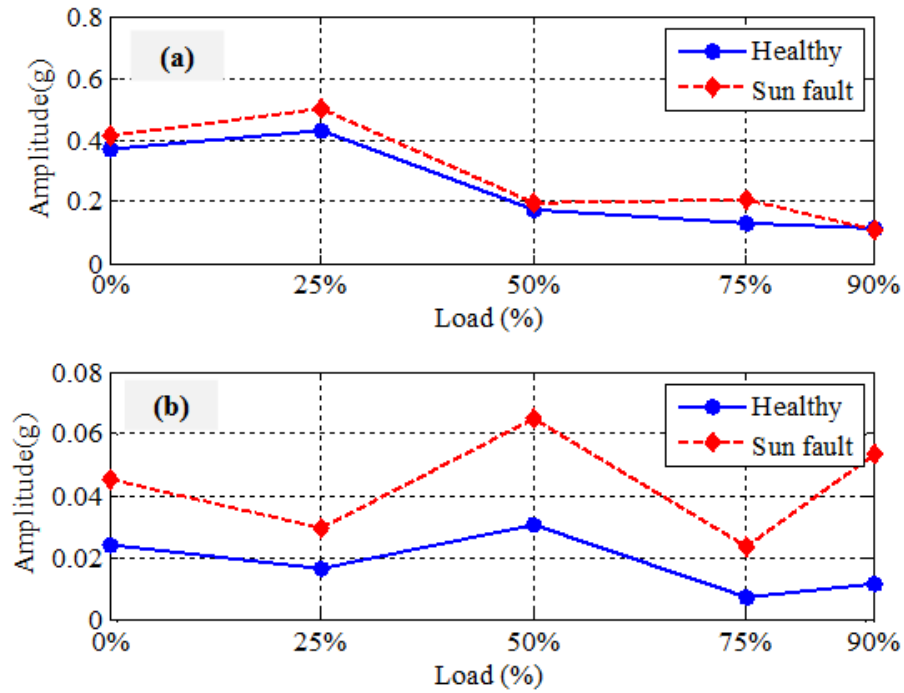 (a)
Healthy
Sun fault
Amplitude(g)
0.8
0.6
0.4
0.2
0
0% 25% 50% 75% 90%
Load (%)
(b)
Healthy
Sun fault
Amplitude(g)
0.08
0.06
0.04
0.02
0
0% 25% 50% 75% 90%
Load (%)